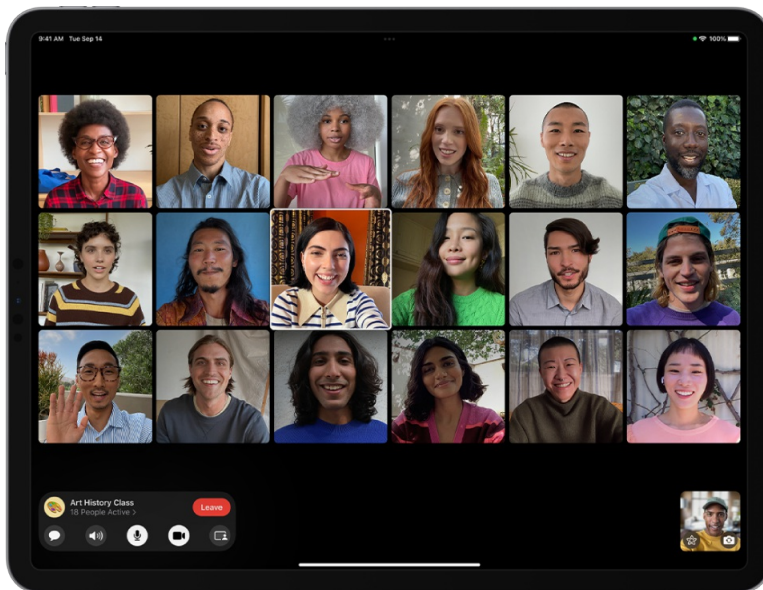 9:41 AM Tue Sep 14
100%
Art History Class
18 People Active >
Leave